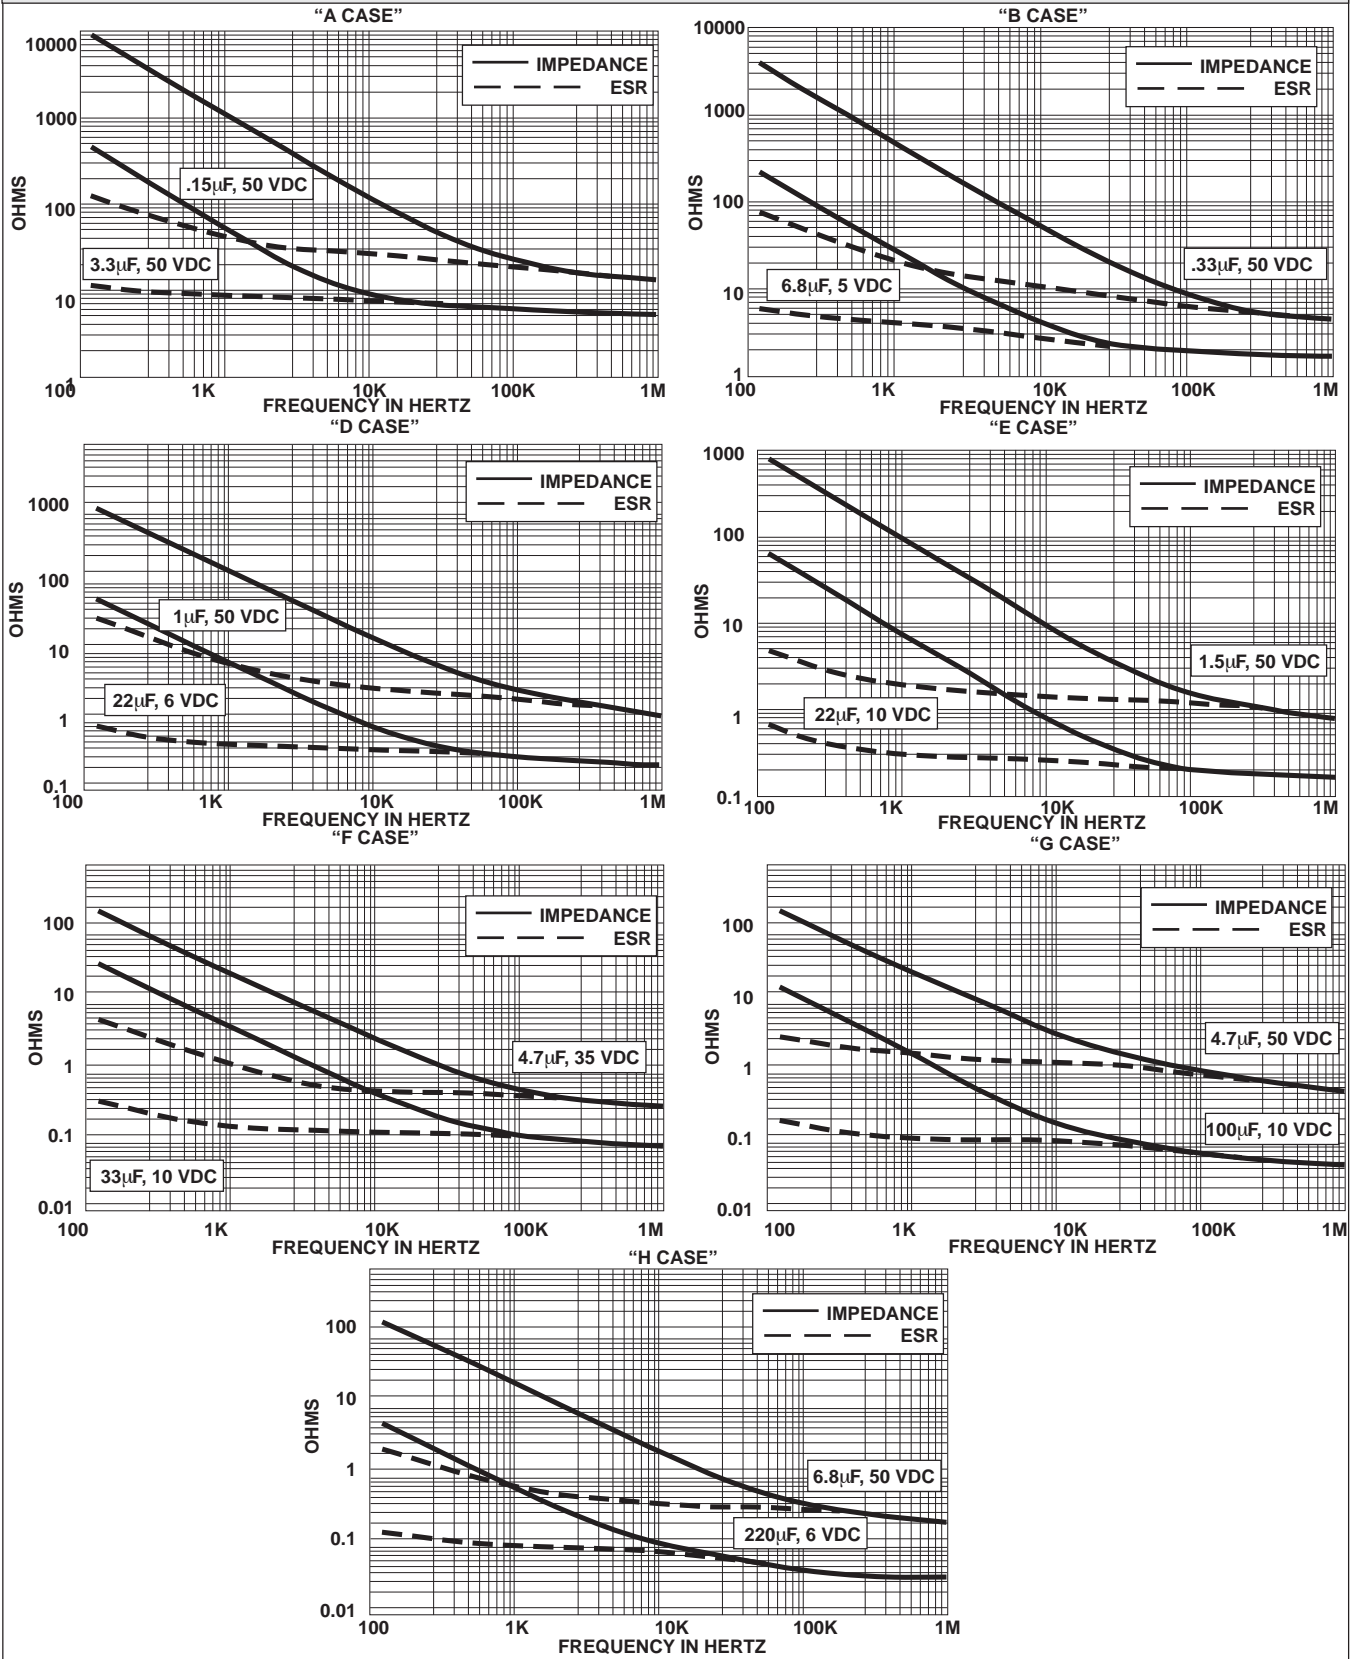 “A CASE”
10000
1000
100
10
1
OHMS
IMPEDANCE
ESR
.15µF, 50 VDC
3.3µF, 50 VDC
100
1K
10K
100K
1M
FREQUENCY IN HERTZ
“B CASE”
10000
1000
100
10
1
OHMS
IMPEDANCE
ESR
.33µF, 50 VDC
6.8µF, 5 VDC
100
1K
10K
100K
1M
FREQUENCY IN HERTZ
“D CASE”
1000
100
10
1
0.1
OHMS
IMPEDANCE
ESR
1µF, 50 VDC
22µF, 6 VDC
100
1K
10K
100K
1M
FREQUENCY IN HERTZ
“E CASE”
1000
100
10
1
0.1
OHMS
IMPEDANCE
ESR
1.5µF, 50 VDC
22µF, 10 VDC
100
1K
10K
100K
1M
FREQUENCY IN HERTZ
“F CASE”
100
10
1
0.1
0.01
OHMS
IMPEDANCE
ESR
4.7µF, 35 VDC
33µF, 10 VDC
100
1K
10K
100K
1M
FREQUENCY IN HERTZ
“G CASE”
100
10
1
0.1
0.01
OHMS
IMPEDANCE
ESR
4.7µF, 50 VDC
100µF, 10 VDC
100
1K
10K
100K
1M
FREQUENCY IN HERTZ
“H CASE”
100
10
1
0.1
0.01
OHMS
IMPEDANCE
ESR
6.8µF, 50 VDC
220µF, 6 VDC
100
1K
10K
100K
1M
FREQUENCY IN HERTZ